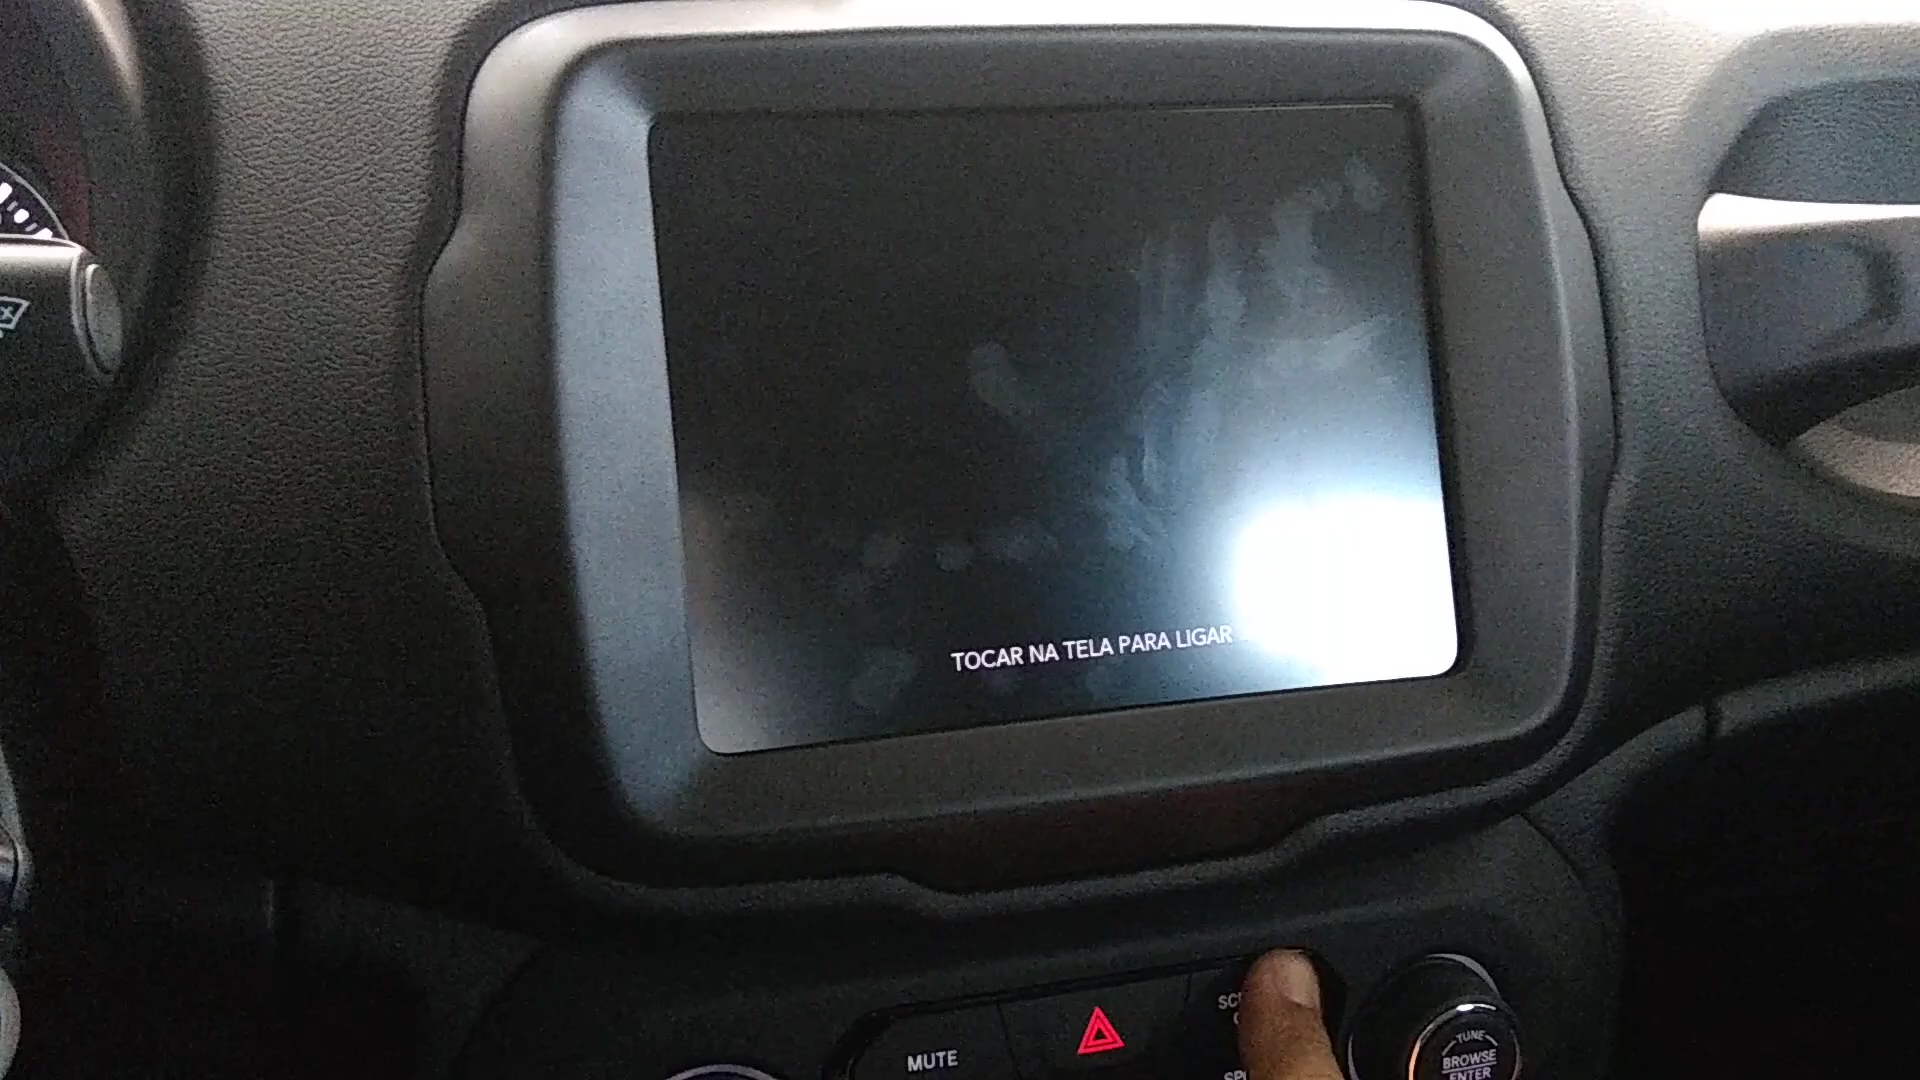 TOCAR NA TELA PARA LIGAR
MUTE
TUNE
BROWSE
ENTER